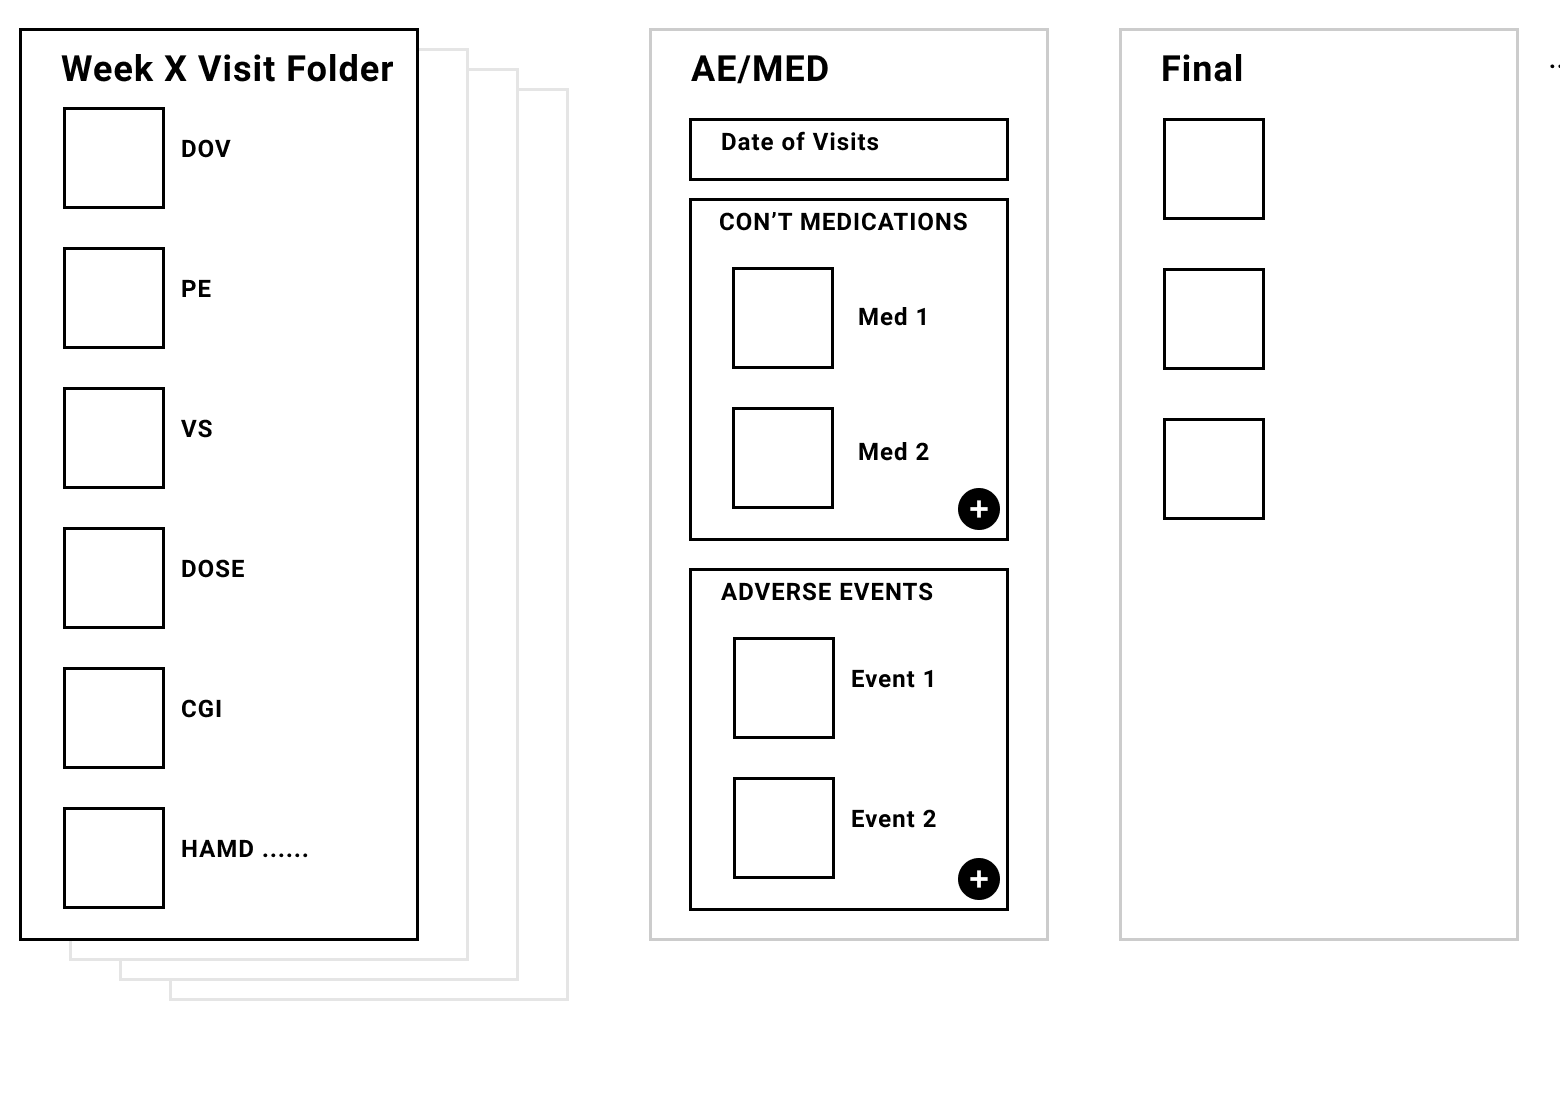 Week X Visit Folder
DOV
PE
VS
DOSE
CGI
HAMD ......
AE/MED
Date of Visits
CON’T MEDICATIONS
Med 1
Med 2
+
ADVERSE EVENTS
Event 1
Event 2
+
Final
..